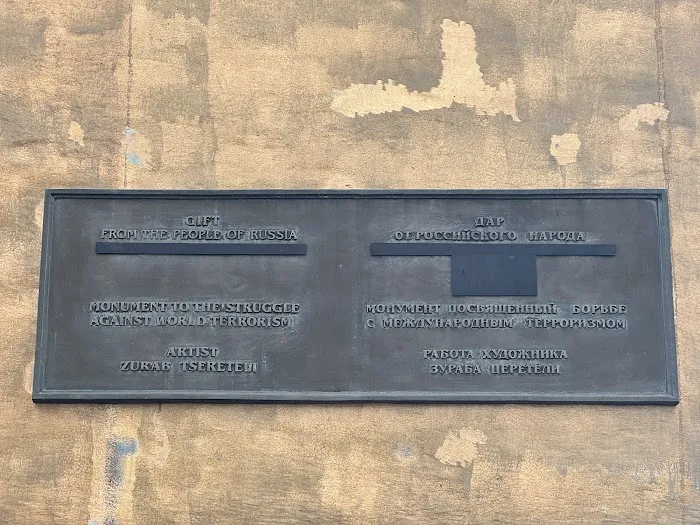 GIFT
FROM THE PEOPLE OF RUSSIA
MONUMENT TO THE STRUGGLE
AGAINST WORLD TERRORISM
ARTIST
ZURAB TSERETELI
ДАР
ОТ РОССИЙСКОГО НАРОДА
МОНУМЕНТ ПОСВЯЩЕННЫЙ БОРЬБЕ
С МЕЖДУНАРОДНЫМ ТЕРРОРИЗМОМ
РАБОТА ХУДОЖНИКА
ЗУРАБА ЦЕРЕТЕЛИ